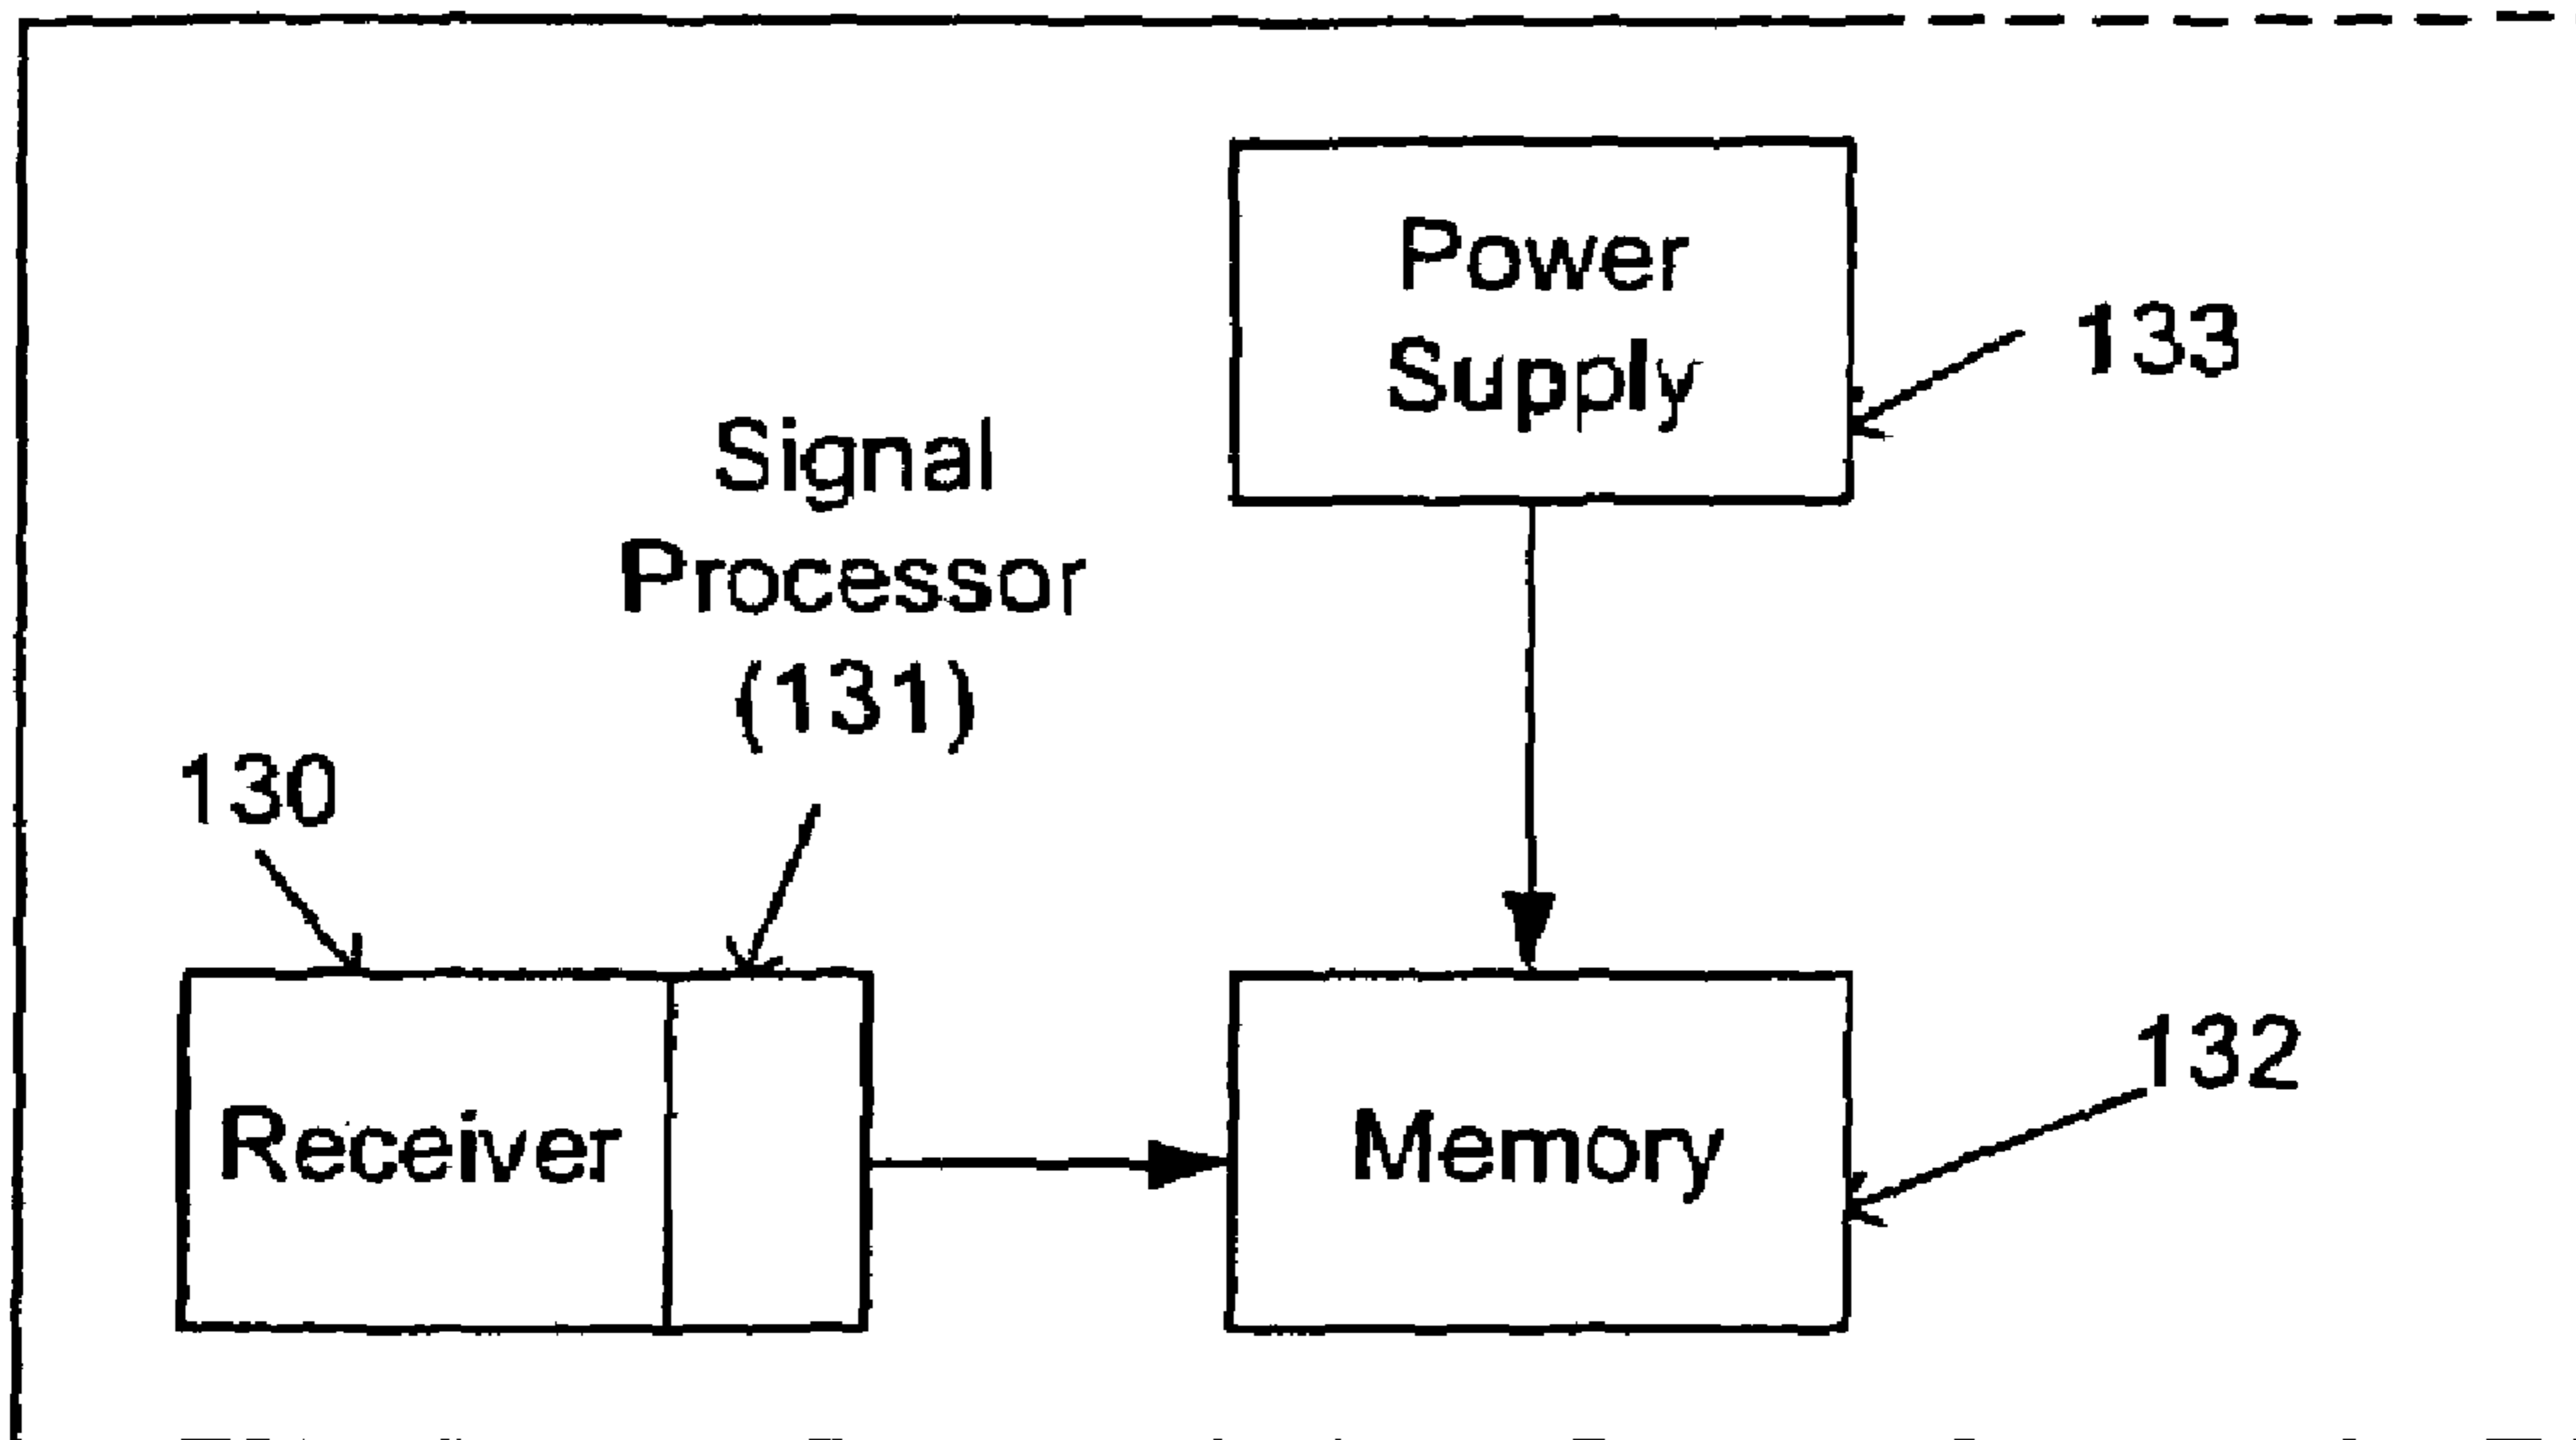 Power
Supply
133
Signal
Processor
(131)
130
132
Receiver
Memory